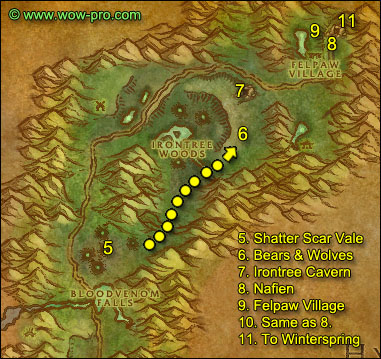 © www.wow-pro.com
11
9
8
FELPAW
VILLAGE
7
6
IRONTREE
WOODS
5
5. Shatter Scar Vale
6. Bears & Wolves
7. Irontree Cavern
8. Nafien
9. Felpaw Village
10. Same as 8.
11. To Winterspring
BLOODVENOM
FALLS